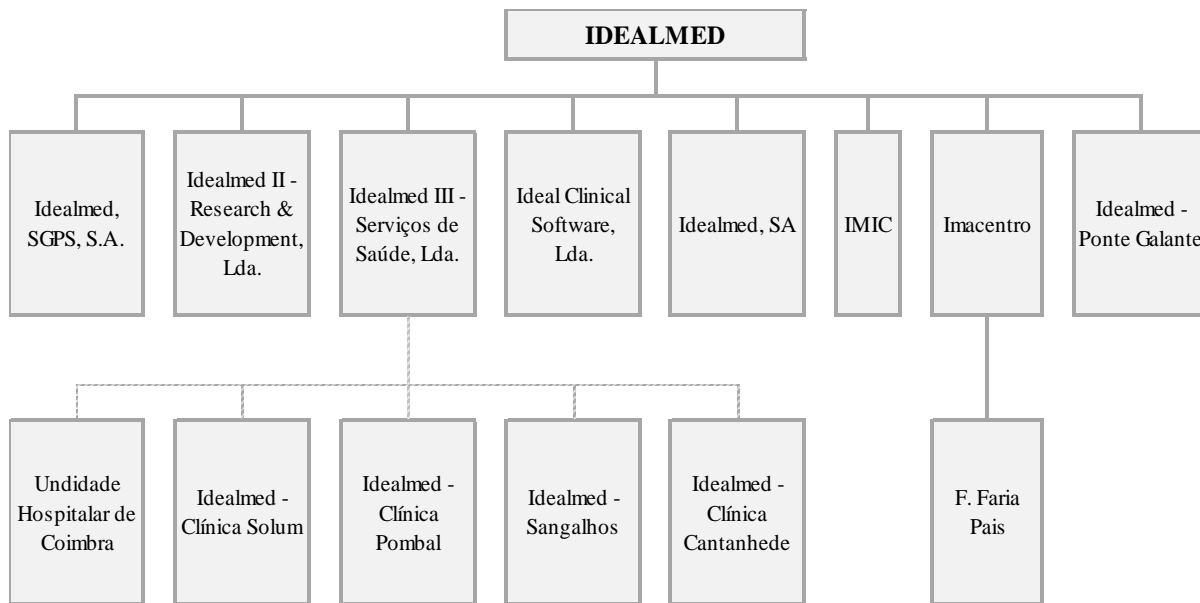 IDEALMED
Idealmed,
SGPS, S.A.
Idealmed II -
Research &
Development,
Lda.
Idealmed III -
Serviços de
Saúde, Lda.
Ideal Clinical
Software,
Lda.
Idealmed, SA
IMIC
Imacentro
Idealmed -
Ponte Galante
Undidade
Hospitalar de
Coimbra
Idealmed -
Clínica Solum
Idealmed -
Clínica
Pombal
Idealmed -
Sangalhos
Idealmed -
Clínica
Cantanhede
F. Faria
Pais